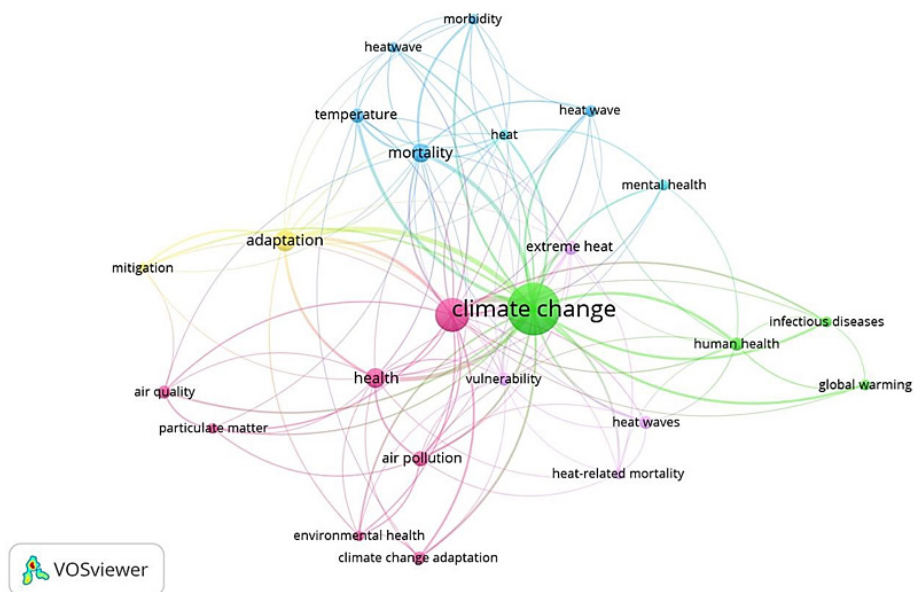 morbidity
heatwave
temperature
heat wave
heat
mortality
mental health
adaptation
extreme heat
mitigation
climate change
infectious diseases
human health
health
vulnerability
global warming
air quality
heat waves
particulate matter
air pollution
heat-related mortality
environmental health
climate change adaptation
VOSviewer